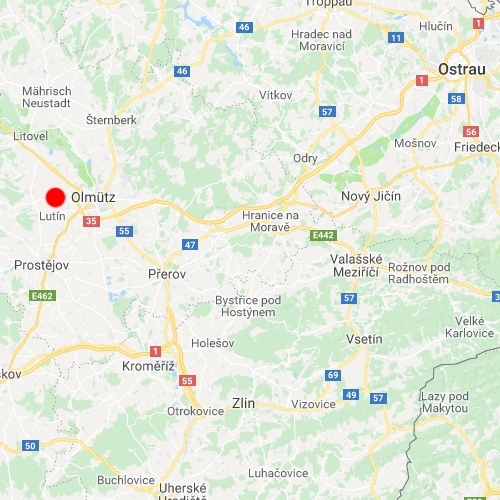 Troppau
Hlučín
1
46
Hradec nad
Moravicí
11
Ostrau
46
1
Mährisch
Neustadt
Vítkov
58
Šternberk
57
56
Litovel
Mošnov
Friedeck
Odry
Olmütz
Nový Jičín
Lutín
35
Hranice na
Moravě
55
E442
47
Valašské
Meziříčí
Prostějov
Rožnov pod
Radhoštěm
Přerov
E462
57
Bystřice pod
Hostýnem
Velké
Karlovice
Vsetín
Holešov
1
Kroměříž
škov
69
55
49
57
Lazy pod
Makytou
Zlin
Vizovice
Otrokovice
50
Luhačovice
Buchlovice
Uherské
Hradiště